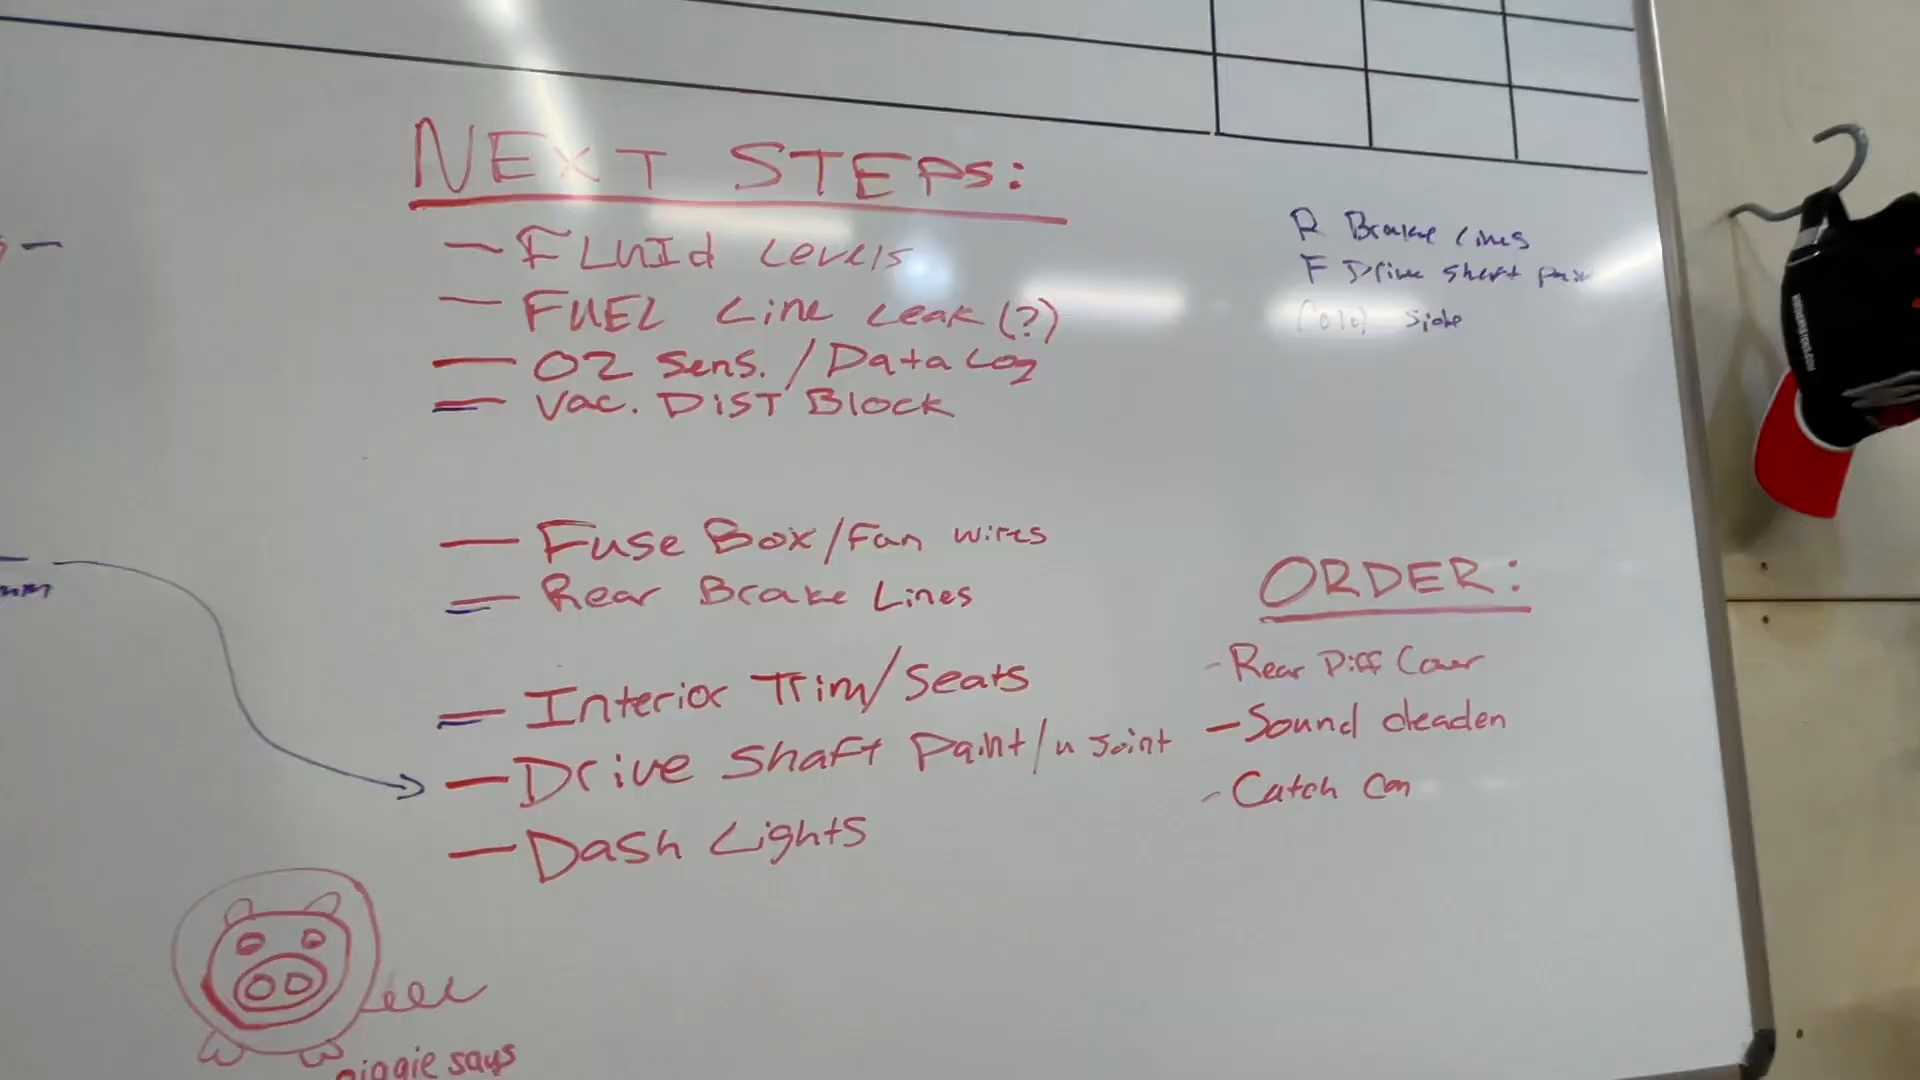 NEXT STEPS:
- FLuId Levels
- FUEL Line Leak (?)
- O2 Sens. / Data Log
- Vac. DIST Block
- Fuse Box/Fan wires
- Rear Brake Lines
- Interior Trim/Seats
- Drive Shaft Paint/u Joint
- Dash Lights
R Brake Lines
F Drive shaft
Cold Side
ORDER:
- Rear Diff Cover
- Sound deaden
- Catch Can
piggie says